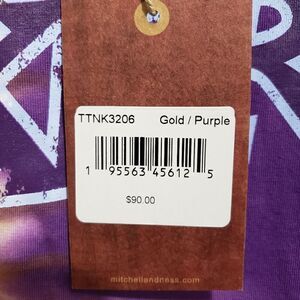 TTNK3206 Gold / Purple
1 95563 45612 5
$90.00
mitchellandness.com